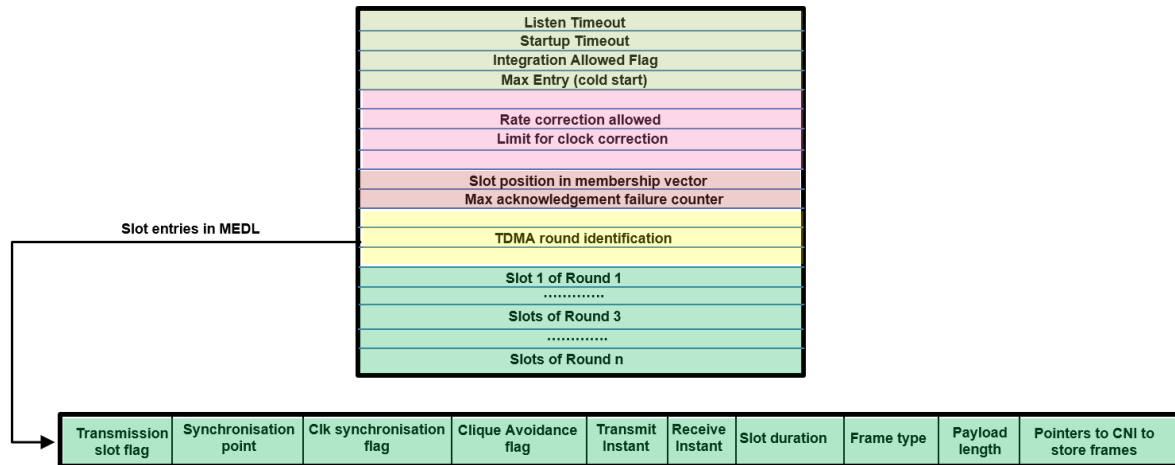 Listen Timeout
Startup Timeout
Integration Allowed Flag
Max Entry (cold start)
Rate correction allowed
Limit for clock correction
Slot position in membership vector
Max acknowledgement failure counter
Slot entries in MEDL
TDMA round identification
Slot 1 of Round 1
.............
Slots of Round 3
.............
Slots of Round n
Transmission
slot flag
Synchronisation
point
Clk synchronisation
flag
Clique Avoidance
flag
Transmit
Instant
Receive
Instant
Slot duration
Frame type
Payload
length
Pointers to CNI to
store frames